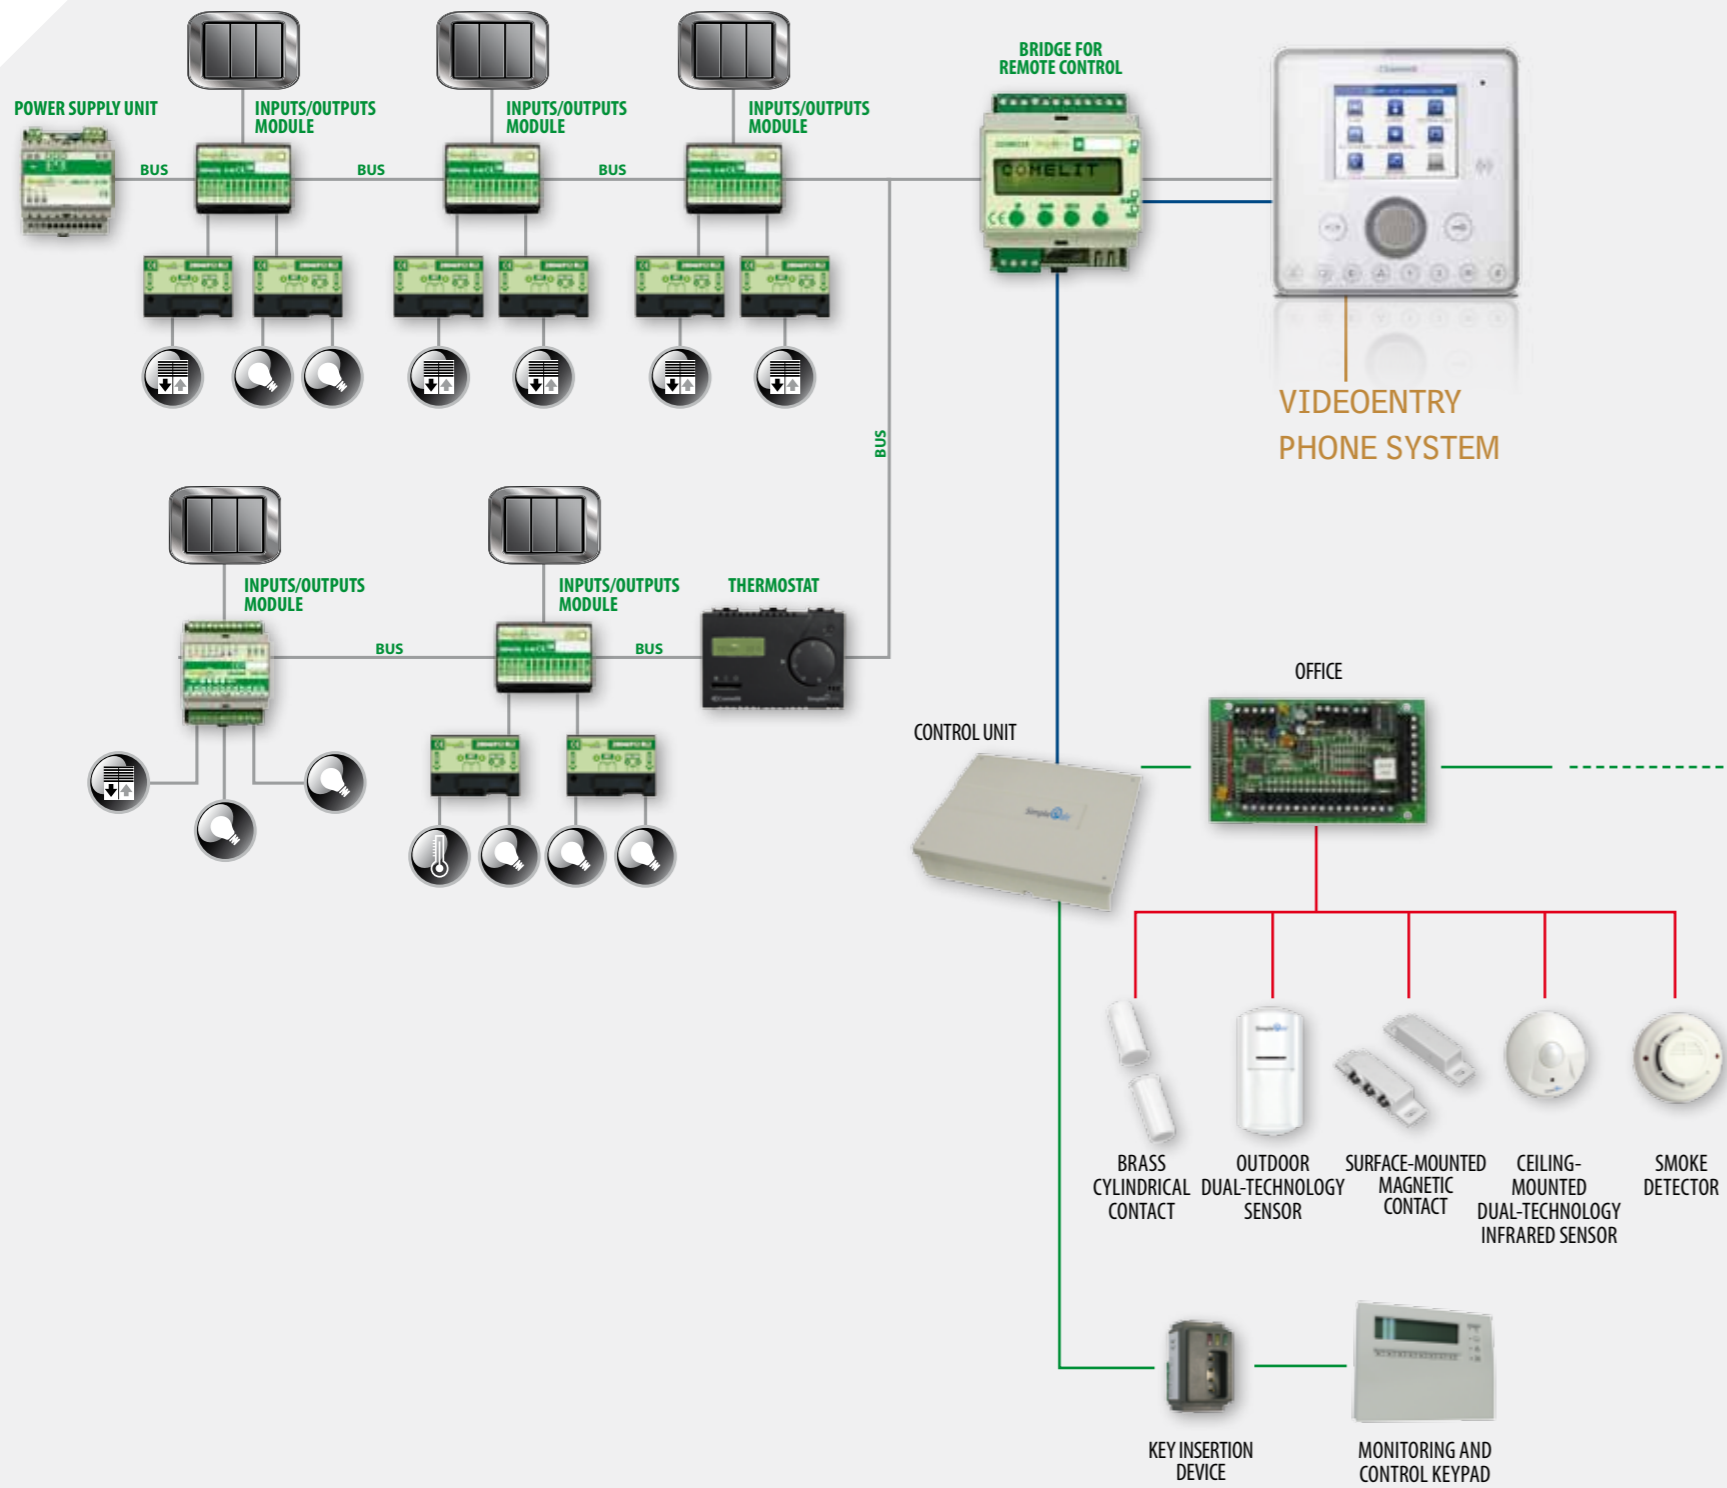 BRIDGE FOR
REMOTE CONTROL
POWER SUPPLY UNIT
INPUTS/OUTPUTS
MODULE
INPUTS/OUTPUTS
MODULE
INPUTS/OUTPUTS
MODULE
BUS
BUS
BUS
COMELIT
VIDEOENTRY
PHONE SYSTEM
BUS
INPUTS/OUTPUTS
MODULE
INPUTS/OUTPUTS
MODULE
THERMOSTAT
BUS
BUS
OFFICE
CONTROL UNIT
BRASS
CYLINDRICAL
CONTACT
OUTDOOR
DUAL-TECHNOLOGY
SENSOR
SURFACE-MOUNTED
MAGNETIC
CONTACT
CEILING-
MOUNTED
DUAL-TECHNOLOGY
INFRARED SENSOR
SMOKE
DETECTOR
KEY INSERTION
DEVICE
MONITORING AND
CONTROL KEYPAD